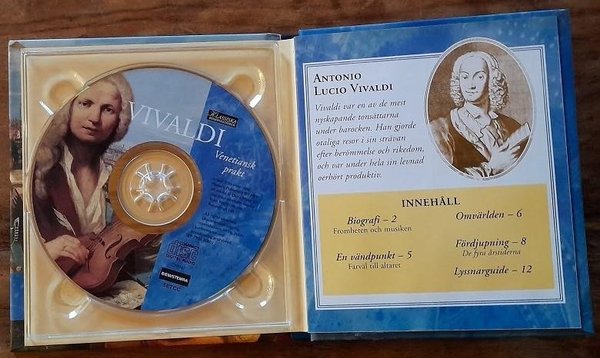 VIVALDI
Venetiansk
prakt
KLASSISKA
ANTONIO
LUCIO VIVALDI
Vivaldi var en av de mest
nyskapande tonsättarna
under barocken. Han gjorde
otaliga resor i sin strävan
efter berömmelse och rikedom,
och var under hela sin levnad
oerhört produktiv.
INNEHÅLL
Biografi – 2
Fromheten och musiken
En vändpunkt – 5
Farväl till altaret
Omvärlden – 6
Fördjupning – 8
De fyra årstiderna
Lyssnarguide – 12